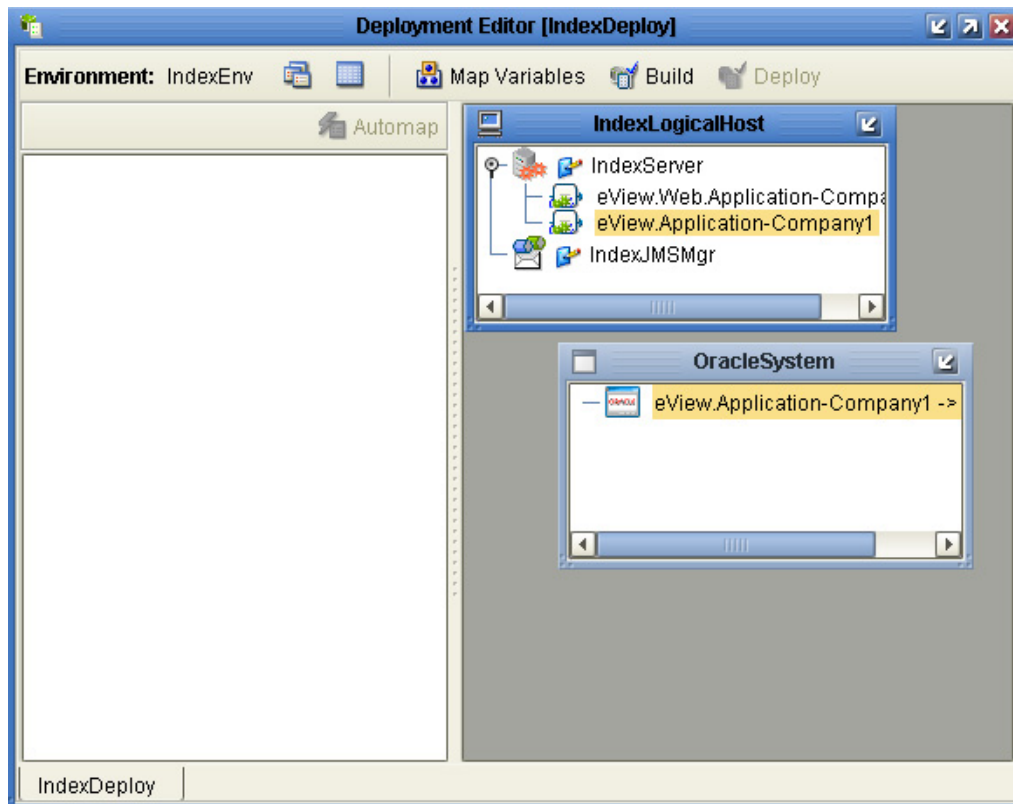 Deployment Editor [IndexDeploy]
Environment: IndexEnv Map Variables Build Deploy
Automap
IndexLogicalHost
IndexServer
eView.Web.Application-Compa
eView.Application-Company1
IndexJMSMgr
OracleSystem
ORACLE eView.Application-Company1 ->
IndexDeploy